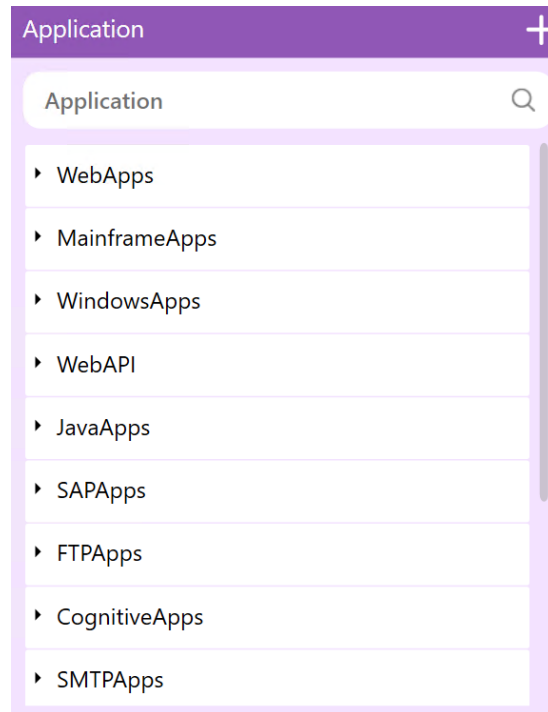 Application
Application
WebApps
MainframeApps
WindowsApps
WebAPI
JavaApps
SAPApps
FTPApps
CognitiveApps
SMTPApps